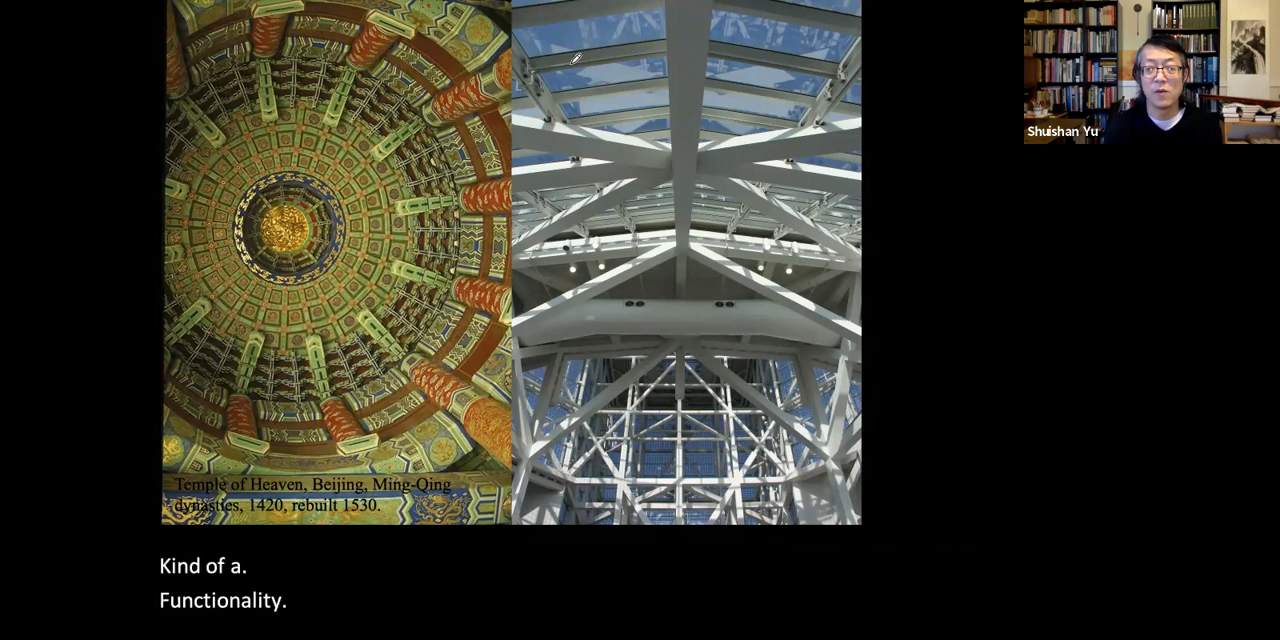 Shuishan Yu
Temple of Heaven, Beijing, Ming-Qing
dynasties, 1420, rebuilt 1530.
Kind of a.
Functionality.